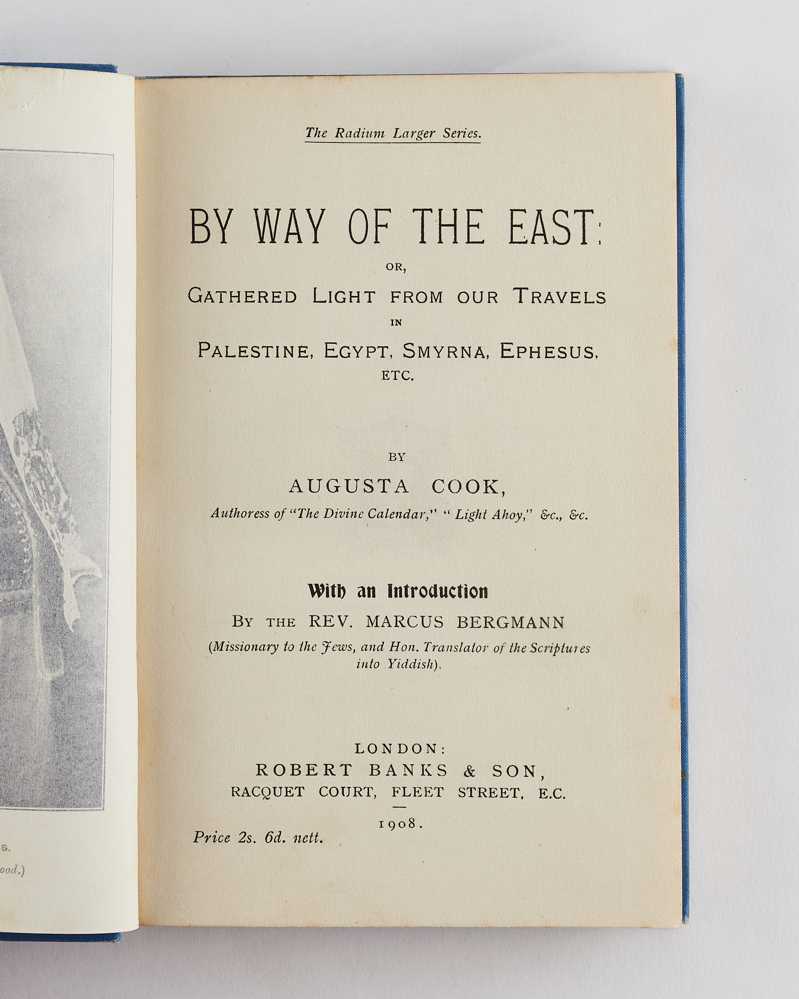 The Radium Larger Series.
BY WAY OF THE EAST:
OR,
GATHERED LIGHT FROM OUR TRAVELS
IN
PALESTINE, EGYPT, SMYRNA, EPHESUS,
ETC.
BY
AUGUSTA COOK,
Authoress of "The Divine Calendar," " Light Ahoy," &c., &c.
With an Introduction
BY THE REV. MARCUS BERGMANN
(Missionary to the Jews, and Hon. Translator of the Scriptures
into Yiddish).
LONDON:
ROBERT BANKS & SON,
RACQUET COURT, FLEET STREET, E.C.
1908.
Price 2s. 6d. nett.